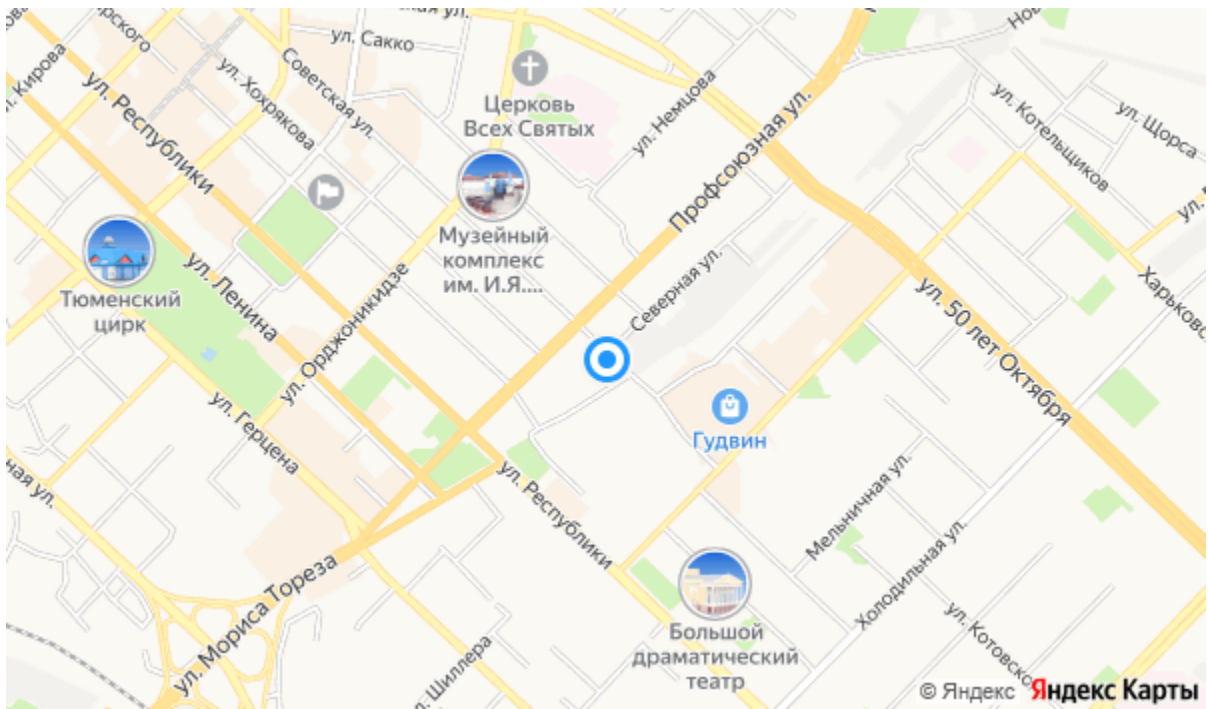 ул. Сакко
ул. Кирова
ул. Хохрякова
Советская ул.
Церковь
Всех Святых
ул. Немцова
ул. Котельщиков
ул. Щорса
ул. Республики
Профсоюзная ул.
Музейный
комплекс
им. И.Я....
Северная ул.
Тюменский
цирк
ул. Ленина
ул. Орджоникидзе
ул. 50 лет Октября
ул. Герцена
Гудвин
ул. Республики
Мельничная ул.
Холодильная ул.
ул. Мориса Тореза
Большой
драматический
театр
ул. Шиллера
© Яндекс Яндекс Карты